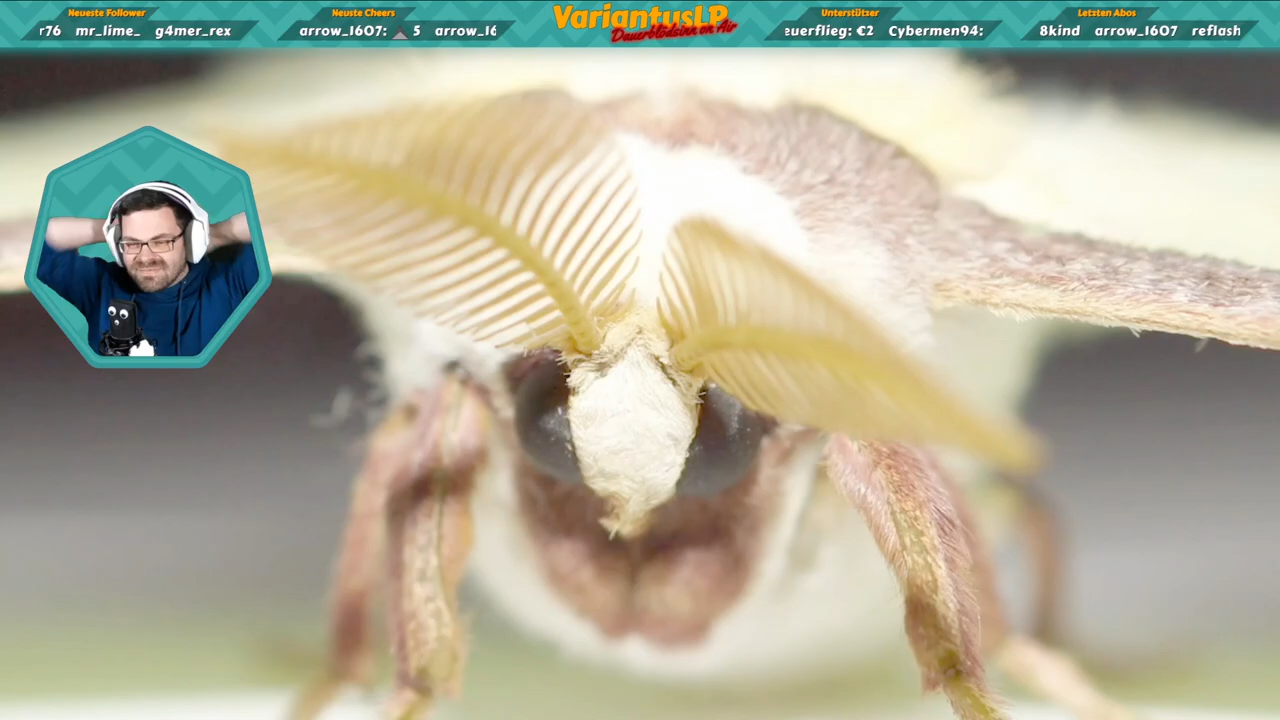 Neueste Follower
r76 mr_lime_ g4mer_rex
Neuste Cheers
arrow_1607: 5 arrow_16
VariantusLP
Dauerblödsinn on Air
Unterstützer
euerflieg: €2 Cybermen94:
Letzten Abos
8kind arrow_1607 reflash